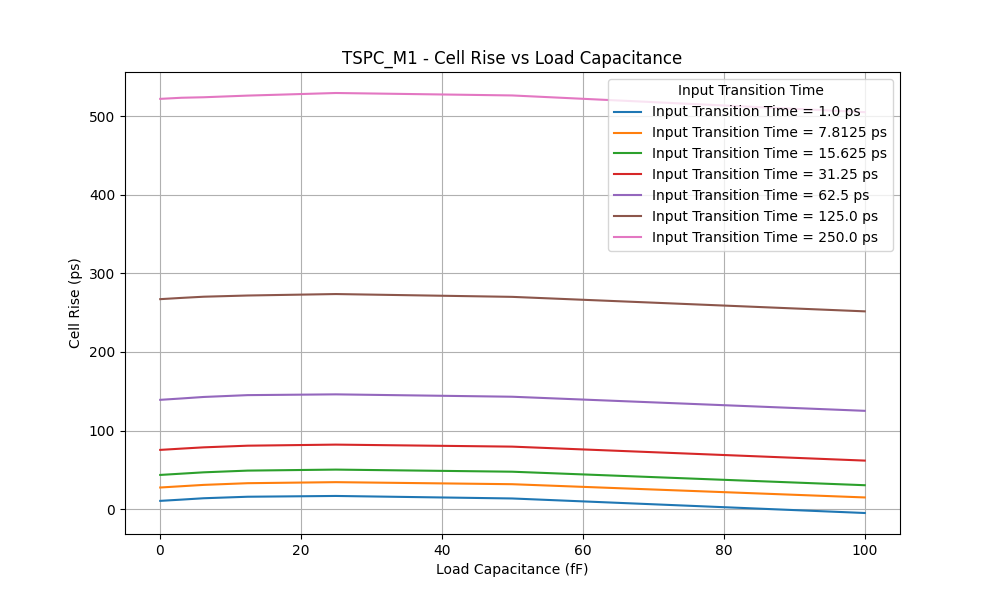 TSPC_M1 - Cell Rise vs Load Capacitance
Input Transition Time
Input Transition Time = 1.0 ps
Input Transition Time = 7.8125 ps
Input Transition Time = 15.625 ps
Input Transition Time = 31.25 ps
Input Transition Time = 62.5 ps
Input Transition Time = 125.0 ps
Input Transition Time = 250.0 ps
Cell Rise (ps)
500
400
300
200
100
0
0 20 40 60 80 100
Load Capacitance (fF)